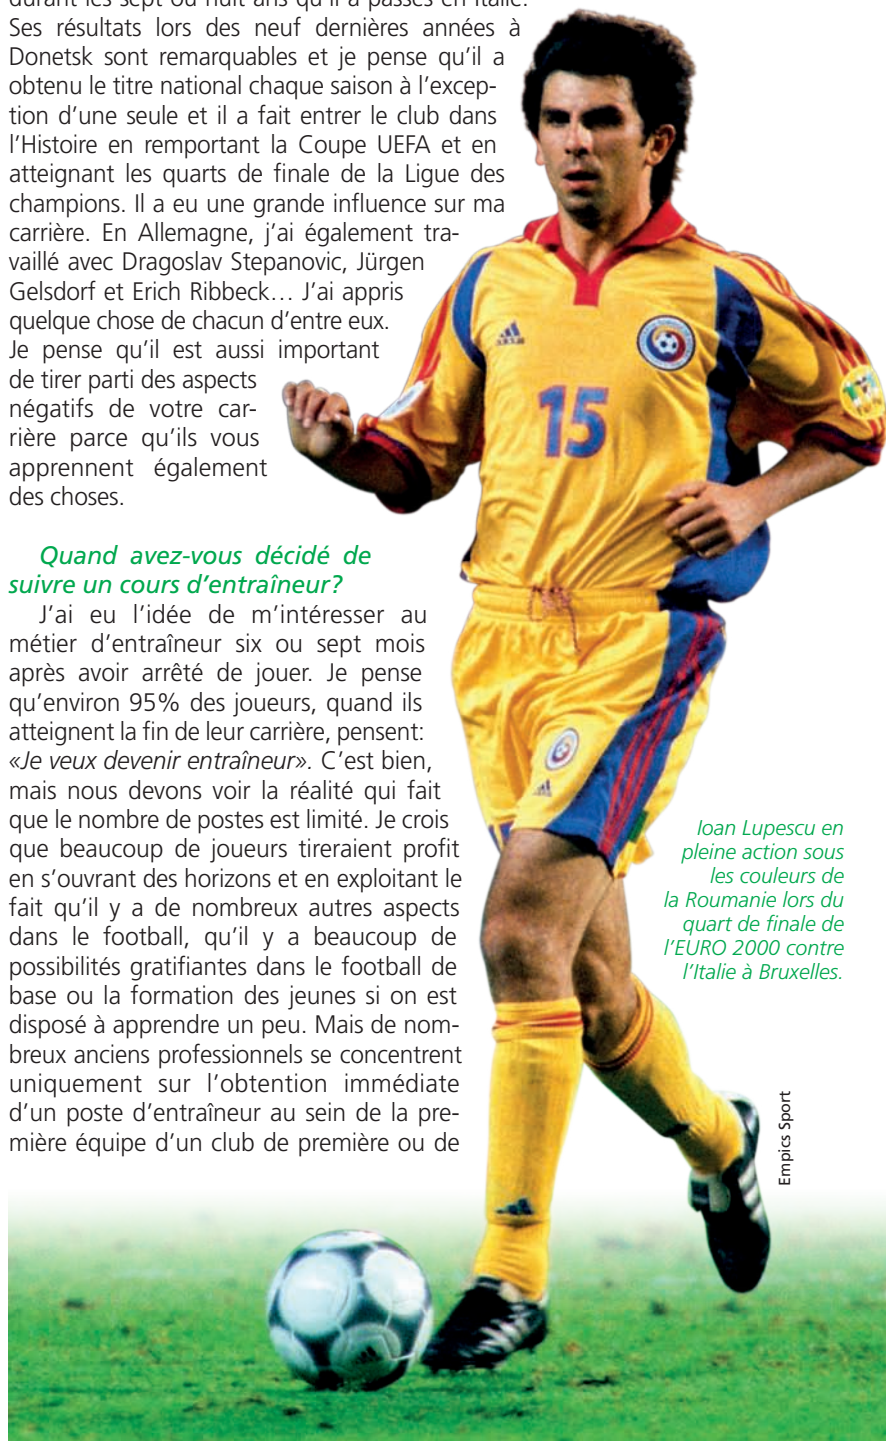 durant les sept ou huit ans qu'il a passés en Italie.
Ses résultats lors des neuf dernières années à
Donetsk sont remarquables et je pense qu'il a
obtenu le titre national chaque saison à l'excep-
tion d'une seule et il a fait entrer le club dans
l'Histoire en remportant la Coupe UEFA et en
atteignant les quarts de finale de la Ligue des
champions. Il a eu une grande influence sur ma
carrière. En Allemagne, j'ai également tra-
vaillé avec Dragoslav Stepanovic, Jürgen
Gelsdorf et Erich Ribbeck… J'ai appris
quelque chose de chacun d'entre eux.
Je pense qu'il est aussi important
de tirer parti des aspects
négatifs de votre car-
rière parce qu'ils vous
apprennent également
des choses.
Quand avez-vous décidé de
suivre un cours d'entraîneur?
J'ai eu l'idée de m'intéresser au
métier d'entraîneur six ou sept mois
après avoir arrêté de jouer. Je pense
qu'environ 95% des joueurs, quand ils
atteignent la fin de leur carrière, pensent:
«Je veux devenir entraîneur». C'est bien,
mais nous devons voir la réalité qui fait
que le nombre de postes est limité. Je crois
que beaucoup de joueurs tireraient profit
en s'ouvrant des horizons et en exploitant le
fait qu'il y a de nombreux autres aspects
dans le football, qu'il y a beaucoup de
possibilités gratifiantes dans le football de
base ou la formation des jeunes si on est
disposé à apprendre un peu. Mais de nom-
breux anciens professionnels se concentrent
uniquement sur l'obtention immédiate
d'un poste d'entraîneur au sein de la pre-
mière équipe d'un club de première ou de
15
Ioan Lupescu en
pleine action sous
les couleurs de
la Roumanie lors du
quart de finale de
l'EURO 2000 contre
l'Italie à Bruxelles.
Empics Sport